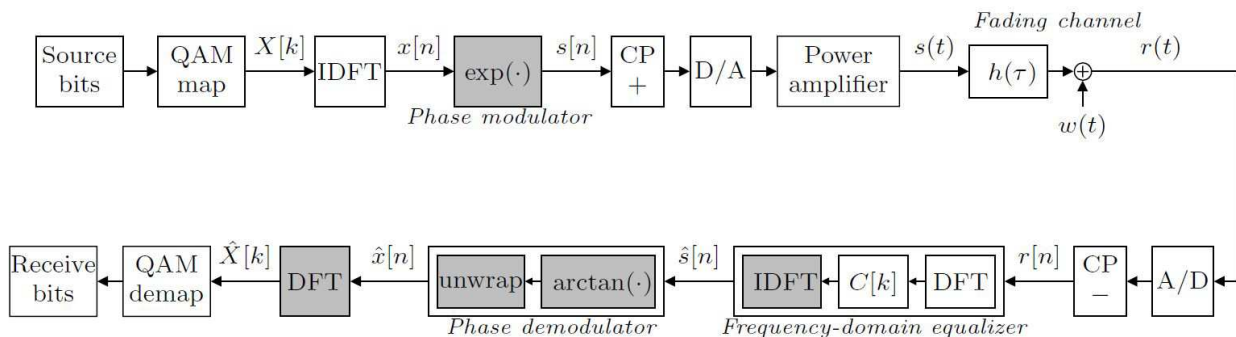 Fading channel
Source bits
QAM map
X[k]
IDFT
x[n]
exp(·)
Phase modulator
s[n]
CP +
D/A
Power amplifier
s(t)
h(τ)
w(t)
r(t)
Receive bits
QAM demap
X̂[k]
DFT
x̂[n]
unwrap
arctan(·)
Phase demodulator
ŝ[n]
IDFT
C[k]
DFT
Frequency-domain equalizer
r[n]
CP −
A/D